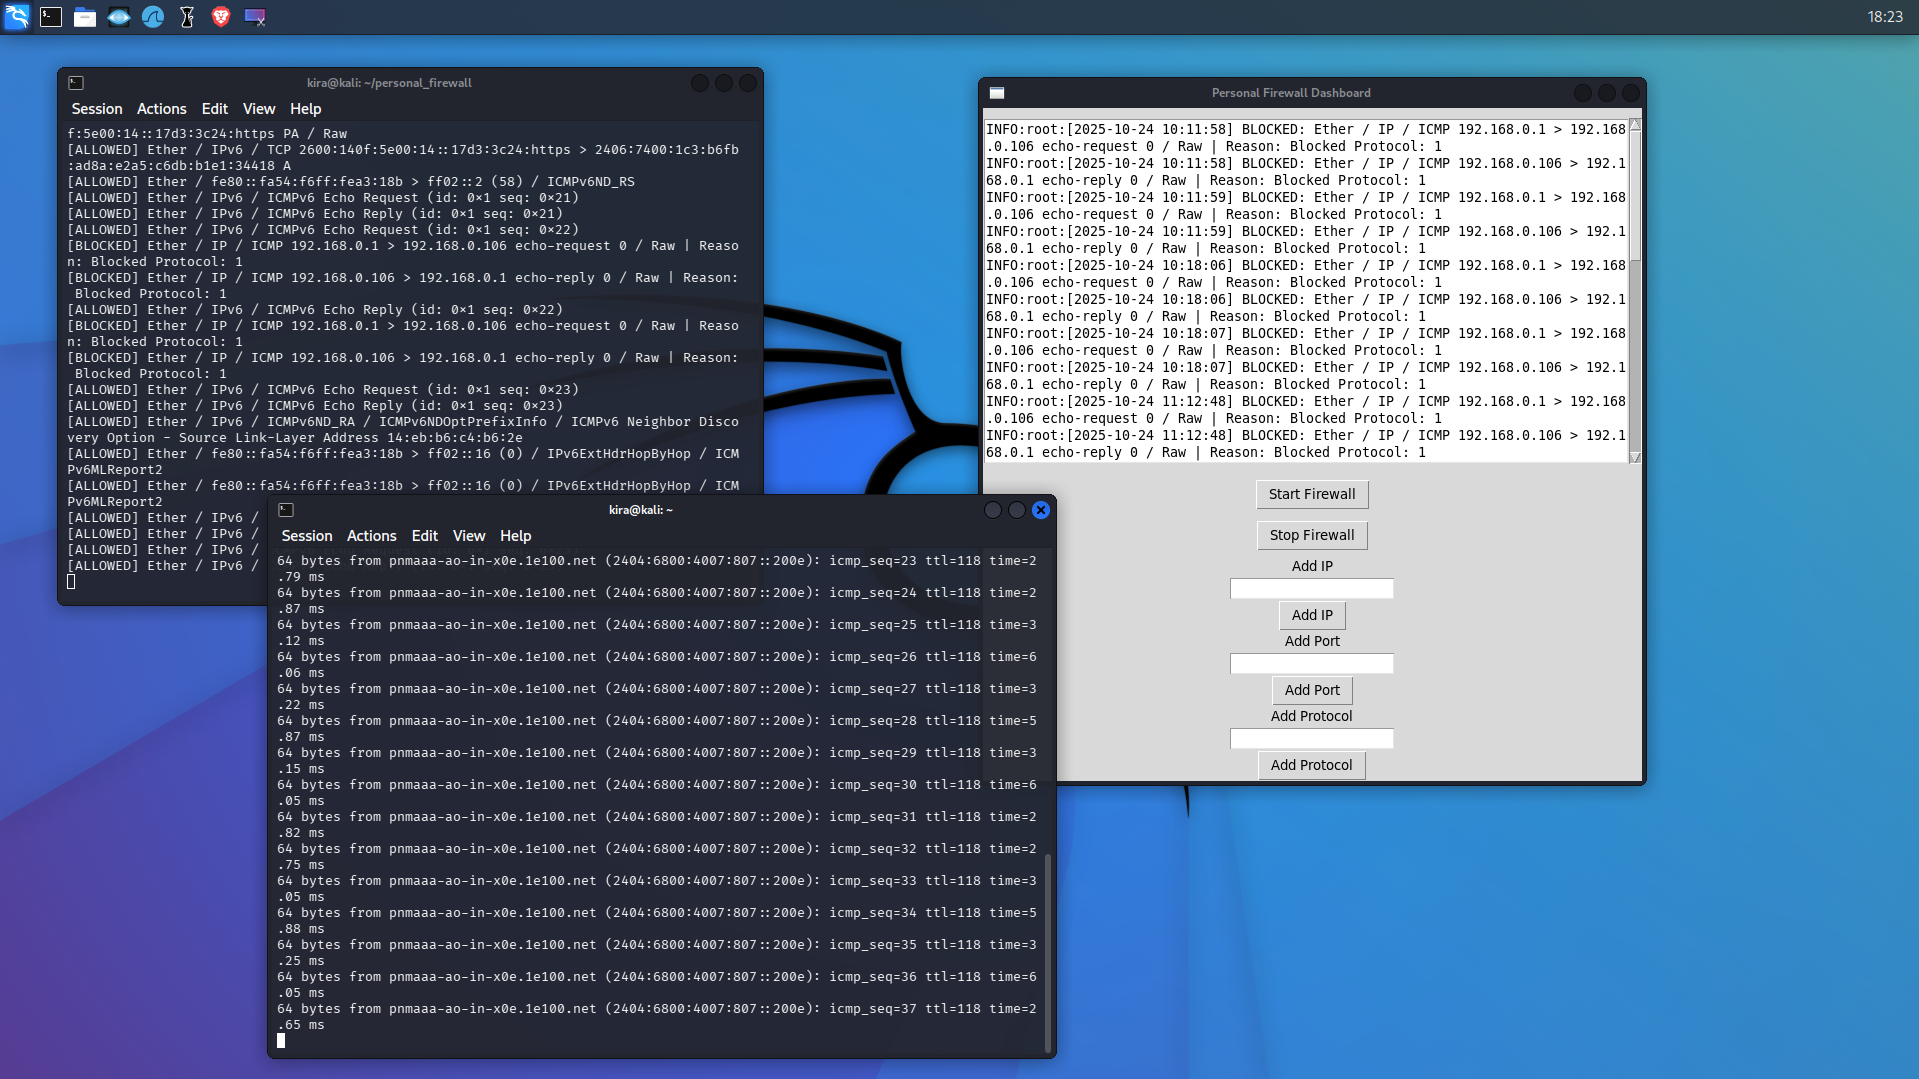 18:23
kira@kali: ~/personal_firewall
Session Actions Edit View Help
f:5e00:14::17d3:3c24:https PA / Raw
[ALLOWED] Ether / IPv6 / TCP 2600:140f:5e00:14::17d3:3c24:https > 2406:7400:1c3:b6fb
:ad8a:e2a5:c6db:b1e1:34418 A
[ALLOWED] Ether / fe80::fa54:f6ff:fea3:18b > ff02::2 (58) / ICMPv6ND_RS
[ALLOWED] Ether / IPv6 / ICMPv6 Echo Request (id: 0×1 seq: 0×21)
[ALLOWED] Ether / IPv6 / ICMPv6 Echo Reply (id: 0×1 seq: 0×21)
[ALLOWED] Ether / IPv6 / ICMPv6 Echo Request (id: 0×1 seq: 0×22)
[BLOCKED] Ether / IP / ICMP 192.168.0.1 > 192.168.0.106 echo-request 0 / Raw | Reaso
n: Blocked Protocol: 1
[BLOCKED] Ether / IP / ICMP 192.168.0.106 > 192.168.0.1 echo-reply 0 / Raw | Reason:
Blocked Protocol: 1
[ALLOWED] Ether / IPv6 / ICMPv6 Echo Reply (id: 0×1 seq: 0×22)
[BLOCKED] Ether / IP / ICMP 192.168.0.1 > 192.168.0.106 echo-request 0 / Raw | Reaso
n: Blocked Protocol: 1
[BLOCKED] Ether / IP / ICMP 192.168.0.106 > 192.168.0.1 echo-reply 0 / Raw | Reason:
Blocked Protocol: 1
[ALLOWED] Ether / IPv6 / ICMPv6 Echo Request (id: 0×1 seq: 0×23)
[ALLOWED] Ether / IPv6 / ICMPv6 Echo Reply (id: 0×1 seq: 0×23)
[ALLOWED] Ether / IPv6 / ICMPv6ND_RA / ICMPv6NDOptPrefixInfo / ICMPv6 Neighbor Disco
very Option - Source Link-Layer Address 14:eb:b6:c4:b6:2e
[ALLOWED] Ether / fe80::fa54:f6ff:fea3:18b > ff02::16 (0) / IPv6ExtHdrHopByHop / ICM
Pv6MLReport2
[ALLOWED] Ether / fe80::fa54:f6ff:fea3:18b > ff02::16 (0) / IPv6ExtHdrHopByHop / ICM
Pv6MLReport2
[ALLOWED] Ether / IPv6 /
[ALLOWED] Ether / IPv6 /
[ALLOWED] Ether / IPv6 /
[ALLOWED] Ether / IPv6 /
kira@kali: ~
Session Actions Edit View Help
64 bytes from pnmaaa-ao-in-x0e.1e100.net (2404:6800:4007:807::200e): icmp_seq=23 ttl=118 time=2
.79 ms
64 bytes from pnmaaa-ao-in-x0e.1e100.net (2404:6800:4007:807::200e): icmp_seq=24 ttl=118 time=2
.87 ms
64 bytes from pnmaaa-ao-in-x0e.1e100.net (2404:6800:4007:807::200e): icmp_seq=25 ttl=118 time=3
.12 ms
64 bytes from pnmaaa-ao-in-x0e.1e100.net (2404:6800:4007:807::200e): icmp_seq=26 ttl=118 time=6
.06 ms
64 bytes from pnmaaa-ao-in-x0e.1e100.net (2404:6800:4007:807::200e): icmp_seq=27 ttl=118 time=3
.22 ms
64 bytes from pnmaaa-ao-in-x0e.1e100.net (2404:6800:4007:807::200e): icmp_seq=28 ttl=118 time=5
.87 ms
64 bytes from pnmaaa-ao-in-x0e.1e100.net (2404:6800:4007:807::200e): icmp_seq=29 ttl=118 time=3
.15 ms
64 bytes from pnmaaa-ao-in-x0e.1e100.net (2404:6800:4007:807::200e): icmp_seq=30 ttl=118 time=6
.05 ms
64 bytes from pnmaaa-ao-in-x0e.1e100.net (2404:6800:4007:807::200e): icmp_seq=31 ttl=118 time=2
.82 ms
64 bytes from pnmaaa-ao-in-x0e.1e100.net (2404:6800:4007:807::200e): icmp_seq=32 ttl=118 time=2
.75 ms
64 bytes from pnmaaa-ao-in-x0e.1e100.net (2404:6800:4007:807::200e): icmp_seq=33 ttl=118 time=3
.05 ms
64 bytes from pnmaaa-ao-in-x0e.1e100.net (2404:6800:4007:807::200e): icmp_seq=34 ttl=118 time=5
.88 ms
64 bytes from pnmaaa-ao-in-x0e.1e100.net (2404:6800:4007:807::200e): icmp_seq=35 ttl=118 time=3
.25 ms
64 bytes from pnmaaa-ao-in-x0e.1e100.net (2404:6800:4007:807::200e): icmp_seq=36 ttl=118 time=6
.05 ms
64 bytes from pnmaaa-ao-in-x0e.1e100.net (2404:6800:4007:807::200e): icmp_seq=37 ttl=118 time=2
.65 ms
Personal Firewall Dashboard
INFO:root:[2025-10-24 10:11:58] BLOCKED: Ether / IP / ICMP 192.168.0.1 > 192.168
.0.106 echo-request 0 / Raw | Reason: Blocked Protocol: 1
INFO:root:[2025-10-24 10:11:58] BLOCKED: Ether / IP / ICMP 192.168.0.106 > 192.1
68.0.1 echo-reply 0 / Raw | Reason: Blocked Protocol: 1
INFO:root:[2025-10-24 10:11:59] BLOCKED: Ether / IP / ICMP 192.168.0.1 > 192.168
.0.106 echo-request 0 / Raw | Reason: Blocked Protocol: 1
INFO:root:[2025-10-24 10:11:59] BLOCKED: Ether / IP / ICMP 192.168.0.106 > 192.1
68.0.1 echo-reply 0 / Raw | Reason: Blocked Protocol: 1
INFO:root:[2025-10-24 10:18:06] BLOCKED: Ether / IP / ICMP 192.168.0.1 > 192.168
.0.106 echo-request 0 / Raw | Reason: Blocked Protocol: 1
INFO:root:[2025-10-24 10:18:06] BLOCKED: Ether / IP / ICMP 192.168.0.106 > 192.1
68.0.1 echo-reply 0 / Raw | Reason: Blocked Protocol: 1
INFO:root:[2025-10-24 10:18:07] BLOCKED: Ether / IP / ICMP 192.168.0.1 > 192.168
.0.106 echo-request 0 / Raw | Reason: Blocked Protocol: 1
INFO:root:[2025-10-24 10:18:07] BLOCKED: Ether / IP / ICMP 192.168.0.106 > 192.1
68.0.1 echo-reply 0 / Raw | Reason: Blocked Protocol: 1
INFO:root:[2025-10-24 11:12:48] BLOCKED: Ether / IP / ICMP 192.168.0.1 > 192.168
.0.106 echo-request 0 / Raw | Reason: Blocked Protocol: 1
INFO:root:[2025-10-24 11:12:48] BLOCKED: Ether / IP / ICMP 192.168.0.106 > 192.1
68.0.1 echo-reply 0 / Raw | Reason: Blocked Protocol: 1
Start Firewall
Stop Firewall
Add IP
Add IP
Add Port
Add Port
Add Protocol
Add Protocol